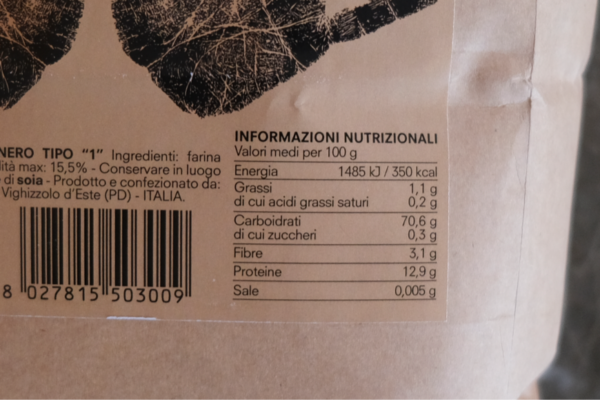 NERO TIPO "1" Ingredienti: farina
max: 15,5% - Conservare in luogo
di soia - Prodotto e confezionato da:
Vighizzolo d'Este (PD) - ITALIA.
8 027815 503009
INFORMAZIONI NUTRIZIONALI
Valori medi per 100 g
Energia 1485 kJ / 350 kcal
Grassi 1,1 g
di cui acidi grassi saturi 0,2 g
Carboidrati 70,6 g
di cui zuccheri 0,3 g
Fibre 3,1 g
Proteine 12,9 g
Sale 0,005 g